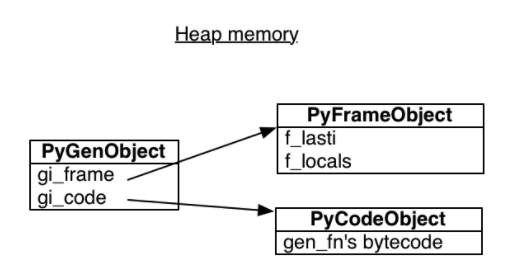 Heap memory
PyFrameObject
f_lasti
f_locals
PyGenObject
gi_frame
gi_code
PyCodeObject
gen_fn's bytecode